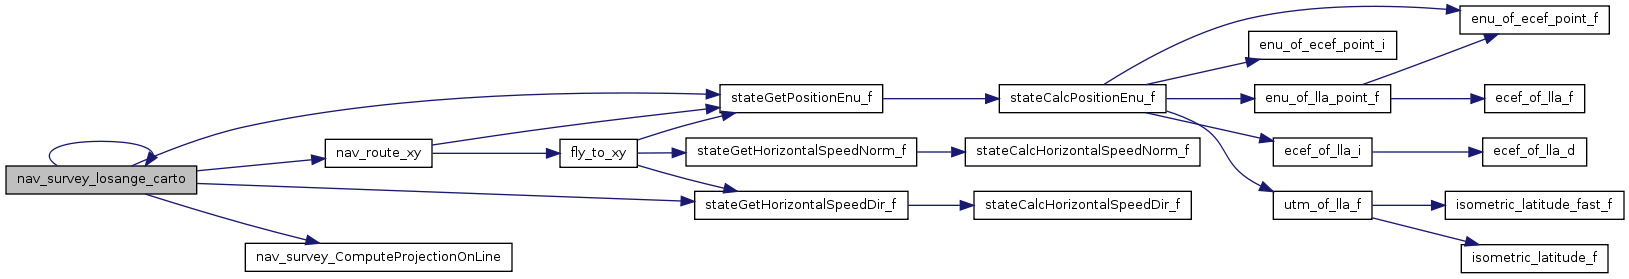 nav_survey_losange_carto
nav_route_xy
nav_survey_ComputeProjectionOnLine
fly_to_xy
stateGetPositionEnu_f
stateGetHorizontalSpeedNorm_f
stateGetHorizontalSpeedDir_f
stateCalcPositionEnu_f
stateCalcHorizontalSpeedNorm_f
stateCalcHorizontalSpeedDir_f
enu_of_ecef_point_i
enu_of_lla_point_f
ecef_of_lla_i
utm_of_lla_f
enu_of_ecef_point_f
ecef_of_lla_f
ecef_of_lla_d
isometric_latitude_fast_f
isometric_latitude_f